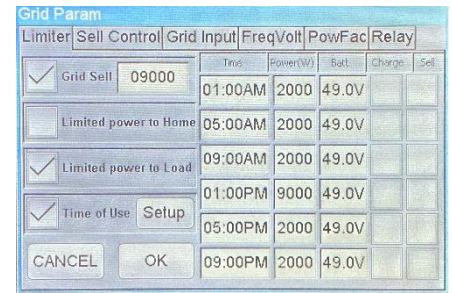 Grid Param
Limiter Sell Control Grid Input FreqVolt PowFac Relay
Time Power(W) Batt Charge Sell
Grid Sell 09000
01:00AM 2000 49.0V
Limited power to Home
05:00AM 2000 49.0V
Limited power to Load
09:00AM 2000 49.0V
01:00PM 9000 49.0V
Time of Use Setup
05:00PM 2000 49.0V
CANCEL OK
09:00PM 2000 49.0V